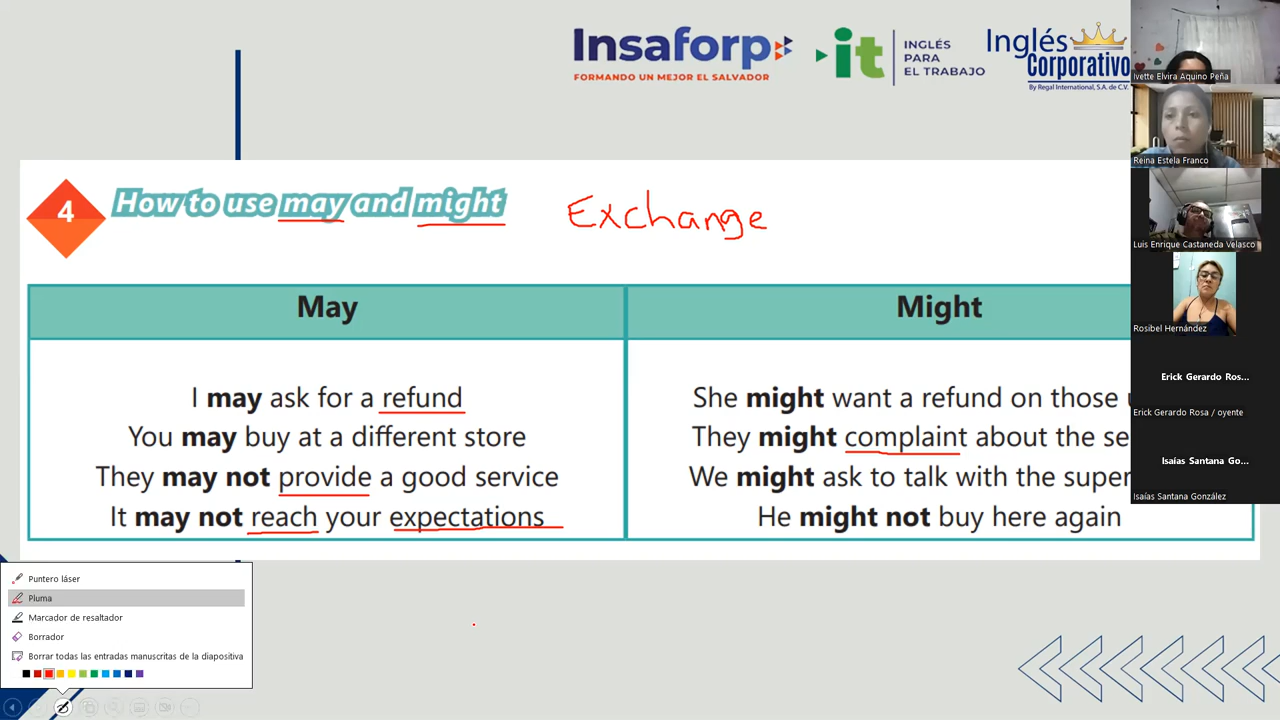 Insaforp
FORMANDO UN MEJOR EL SALVADOR
it
INGLÉS
PARA
EL TRABAJO
Inglés
Corporativo
By Regal International, S.A. de C.V.
4
How to use may and might
Exchange
May
I may ask for a refund
You may buy at a different store
They may not provide a good service
It may not reach your expectations
Might
She might want a refund on those
They might complaint about the se
We might ask to talk with the super
He might not buy here again
Puntero láser
Pluma
Marcador de resaltador
Borrador
Borrar todas las entradas manuscritas de la diapositiva
Ivette Elvira Aquino Peña
Reina Estela Franco
Luis Enrique Castaneda Velasco
Rosibel Hernández
Erick Gerardo Ros...
Erick Gerardo Rosa / oyente
Isaías Santana Go...
Isaías Santana González